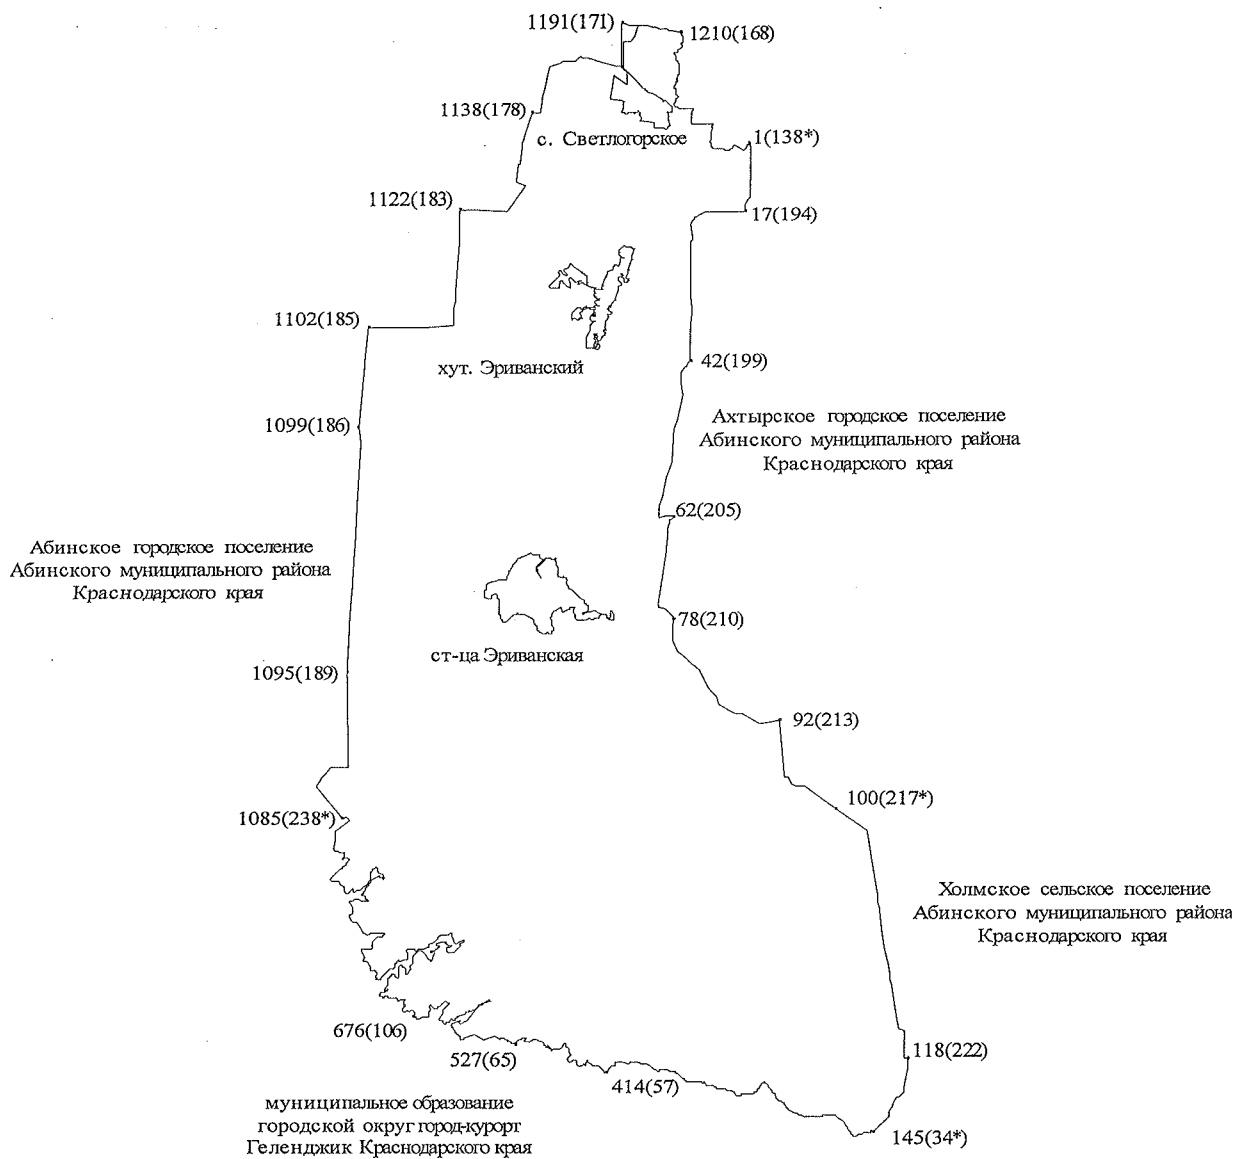 1191(171)
1210(168)
1138(178)
с. Светлогорское
1(138*)
1122(183)
17(194)
1102(185)
хут. Эриванский
42(199)
1099(186)
Ахтырское городское поселение
Абинского муниципального района
Краснодарского края
62(205)
Абинское городское поселение
Абинского муниципального района
Краснодарского края
78(210)
ст-ца Эриванская
1095(189)
92(213)
100(217*)
1085(238*)
Холмское сельское поселение
Абинского муниципального района
Краснодарского края
676(106)
527(65)
118(222)
414(57)
муниципальное образование
городской округ город-курорт
Геленджик Краснодарского края
145(34*)